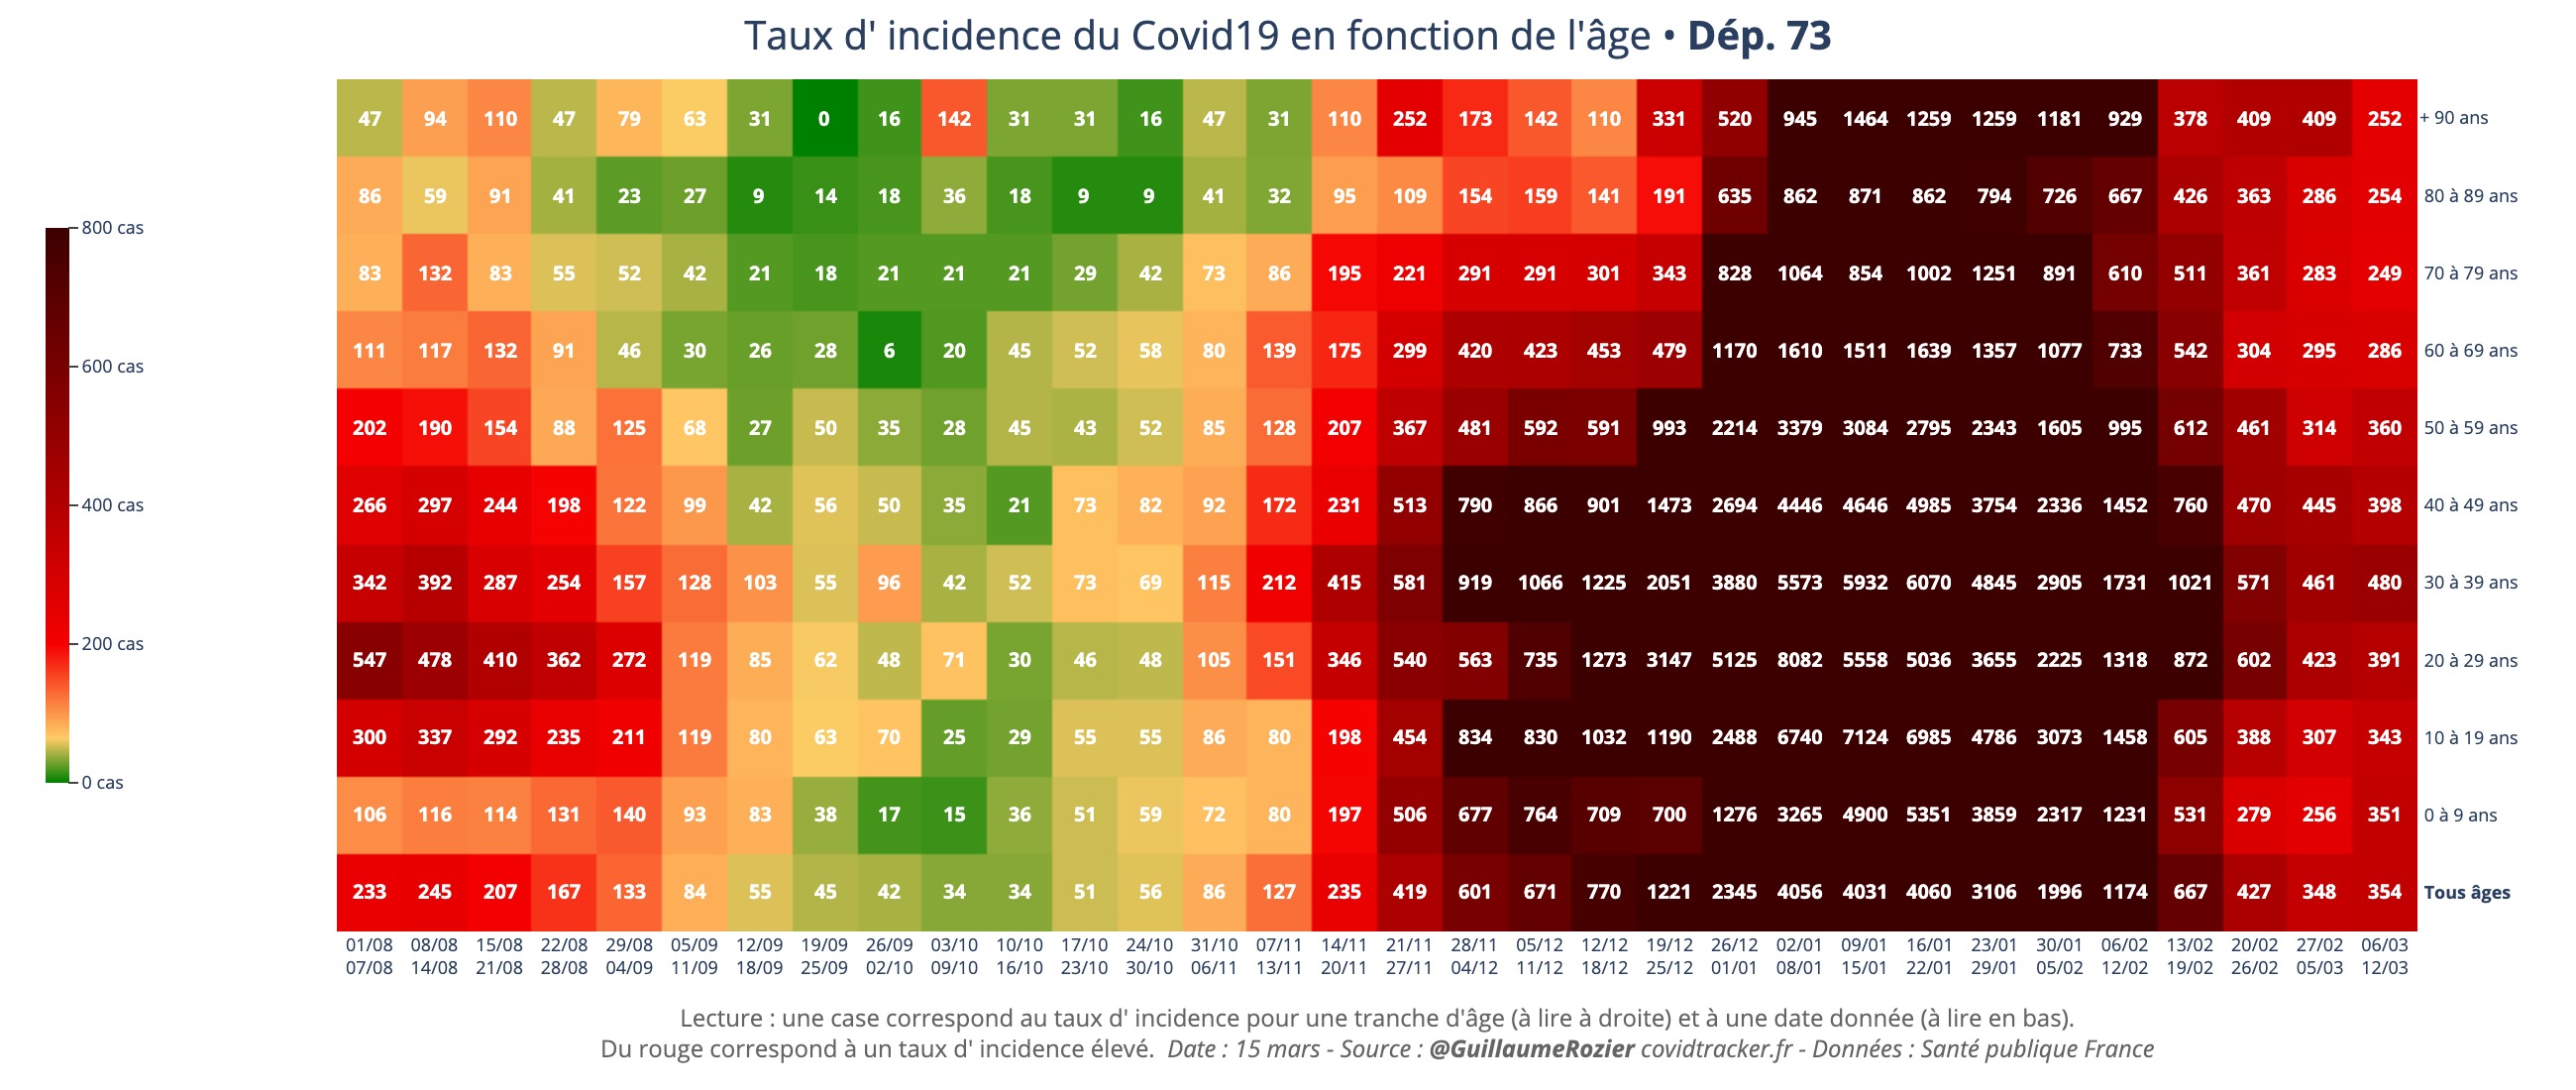 Taux d' incidence du Covid19 en fonction de l'âge • Dép. 73
47 94 110 47 79 63 31 0 16 142 31 31 16 47 31 110 252 173 142 110 331 520 945 1464 1259 1259 1181 929 378 409 409 252 + 90 ans
86 59 91 41 23 27 9 14 18 36 18 9 9 41 32 95 109 154 159 141 191 635 862 871 862 794 726 667 426 363 286 254 80 à 89 ans
800 cas
83 132 83 55 52 42 21 18 21 21 21 29 42 73 86 195 221 291 291 301 343 828 1064 854 1002 1251 891 610 511 361 283 249 70 à 79 ans
111 117 132 91 46 30 26 28 6 20 45 52 58 80 139 175 299 420 423 453 479 1170 1610 1511 1639 1357 1077 733 542 304 295 286 60 à 69 ans
600 cas
202 190 154 88 125 68 27 50 35 28 45 43 52 85 128 207 367 481 592 591 993 2214 3379 3084 2795 2343 1605 995 612 461 314 360 50 à 59 ans
400 cas
266 297 244 198 122 99 42 56 50 35 21 73 82 92 172 231 513 790 866 901 1473 2694 4446 4646 4985 3754 2336 1452 760 470 445 398 40 à 49 ans
342 392 287 254 157 128 103 55 96 42 52 73 69 115 212 415 581 919 1066 1225 2051 3880 5573 5932 6070 4845 2905 1731 1021 571 461 480 30 à 39 ans
200 cas
547 478 410 362 272 119 85 62 48 71 30 46 48 105 151 346 540 563 735 1273 3147 5125 8082 5558 5036 3655 2225 1318 872 602 423 391 20 à 29 ans
300 337 292 235 211 119 80 63 70 25 29 55 55 86 80 198 454 834 830 1032 1190 2488 6740 7124 6985 4786 3073 1458 605 388 307 343 10 à 19 ans
0 cas
106 116 114 131 140 93 83 38 17 15 36 51 59 72 80 197 506 677 764 709 700 1276 3265 4900 5351 3859 2317 1231 531 279 256 351 0 à 9 ans
233 245 207 167 133 84 55 45 42 34 34 51 56 86 127 235 419 601 671 770 1221 2345 4056 4031 4060 3106 1996 1174 667 427 348 354 Tous âges
01/08 08/08 15/08 22/08 29/08 05/09 12/09 19/09 26/09 03/10 10/10 17/10 24/10 31/10 07/11 14/11 21/11 28/11 05/12 12/12 19/12 26/12 02/01 09/01 16/01 23/01 30/01 06/02 13/02 20/02 27/02 06/03
07/08 14/08 21/08 28/08 04/09 11/09 18/09 25/09 02/10 09/10 16/10 23/10 30/10 06/11 13/11 20/11 27/11 04/12 11/12 18/12 25/12 01/01 08/01 15/01 22/01 29/01 05/02 12/02 19/02 26/02 05/03 12/03
Lecture : une case correspond au taux d' incidence pour une tranche d'âge (à lire à droite) et à une date donnée (à lire en bas).
Du rouge correspond à un taux d' incidence élevé. Date : 15 mars - Source : @GuillaumeRozier covidtracker.fr - Données : Santé publique France